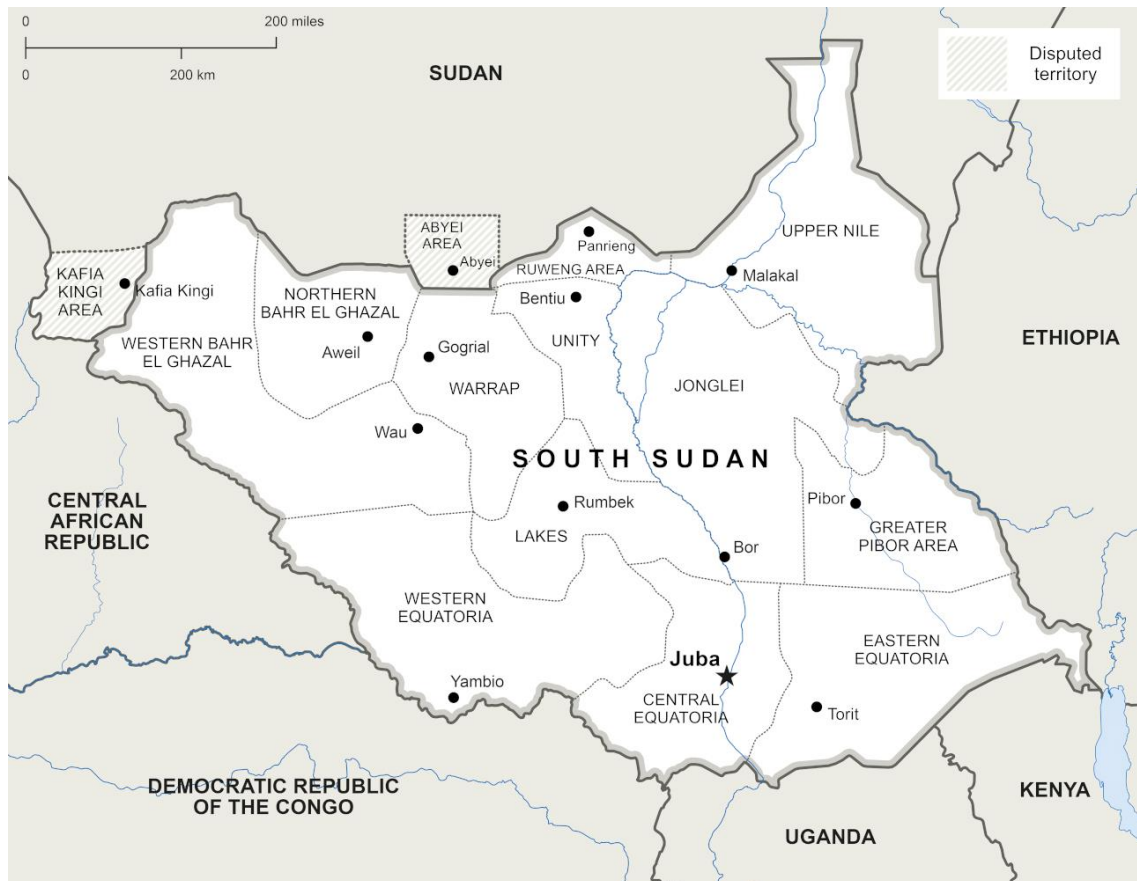 0
200 miles
0
200 km
Disputed
territory
SUDAN
UPPER NILE
ABYEI
AREA
Abyei
Panrieng
RUWENG AREA
Malakal
KAFIA
KINGI
AREA
Kafia Kingi
NORTHERN
BAHR EL GHAZAL
Aweil
Bentiu
UNITY
ETHIOPIA
WESTERN BAHR
EL GHAZAL
Gogrial
WARRAP
JONGLEI
Wau
SOUTH SUDAN
CENTRAL
AFRICAN
REPUBLIC
Rumbek
LAKES
Pibor
GREATER
PIBOR AREA
Bor
WESTERN
EQUATORIA
EASTERN
EQUATORIA
Juba
Yambio
CENTRAL
EQUATORIA
Torit
DEMOCRATIC REPUBLIC
OF THE CONGO
KENYA
UGANDA